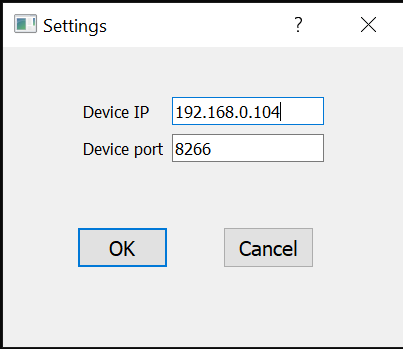 Settings
?
Device IP 192.168.0.104
Device port 8266
OK Cancel